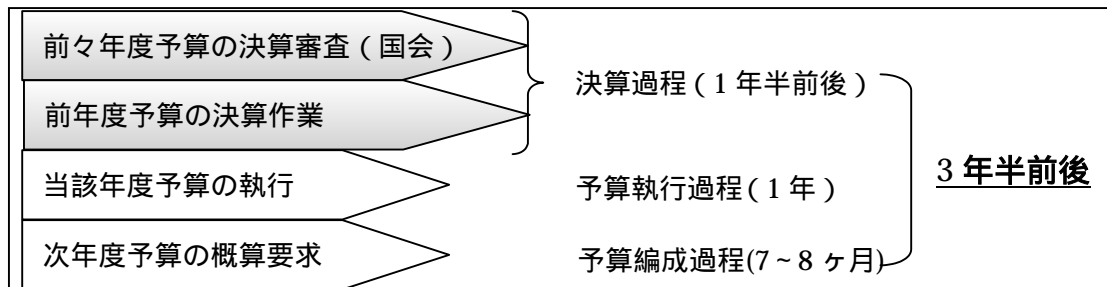 前々年度予算の決算審査（国会）
前年度予算の決算作業
決算過程（1 年半前後）
当該年度予算の執行
予算執行過程（1 年）
3 年半前後
次年度予算の概算要求
予算編成過程(7～8 ヶ月)